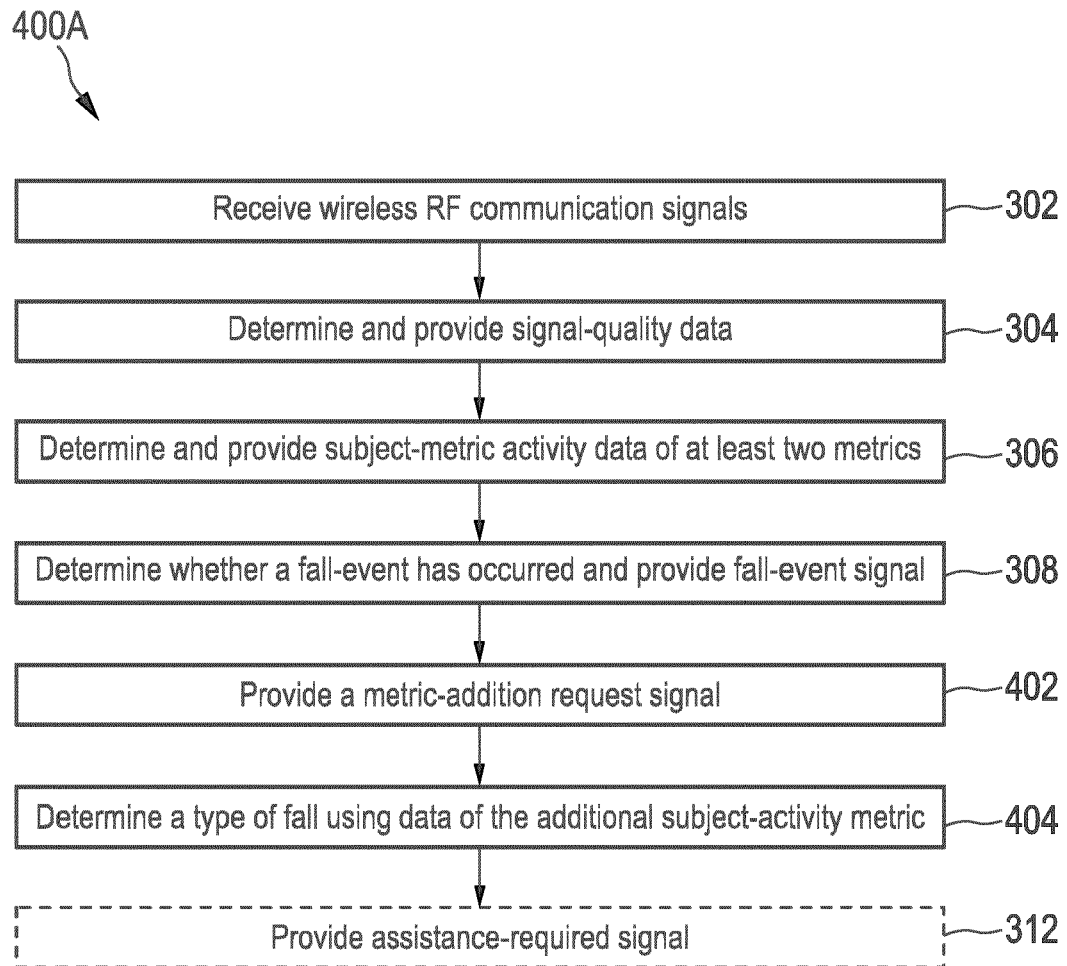 400A
Receive wireless RF communication signals
302
Determine and provide signal-quality data
304
Determine and provide subject-metric activity data of at least two metrics
306
Determine whether a fall-event has occurred and provide fall-event signal
308
Provide a metric-addition request signal
402
Determine a type of fall using data of the additional subject-activity metric
404
Provide assistance-required signal
312